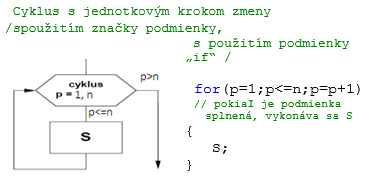 Cyklus s jednotkovým krokom zmeny
/spoužitím značky podmienky,
s použitím podmienky
„if“ /
cyklus
p = 1, n
p>n
p<=n
S
for(p=1;p<=n;p=p+1)
// pokiaI je podmienka
splnená, vykonáva sa S
{
S;
}